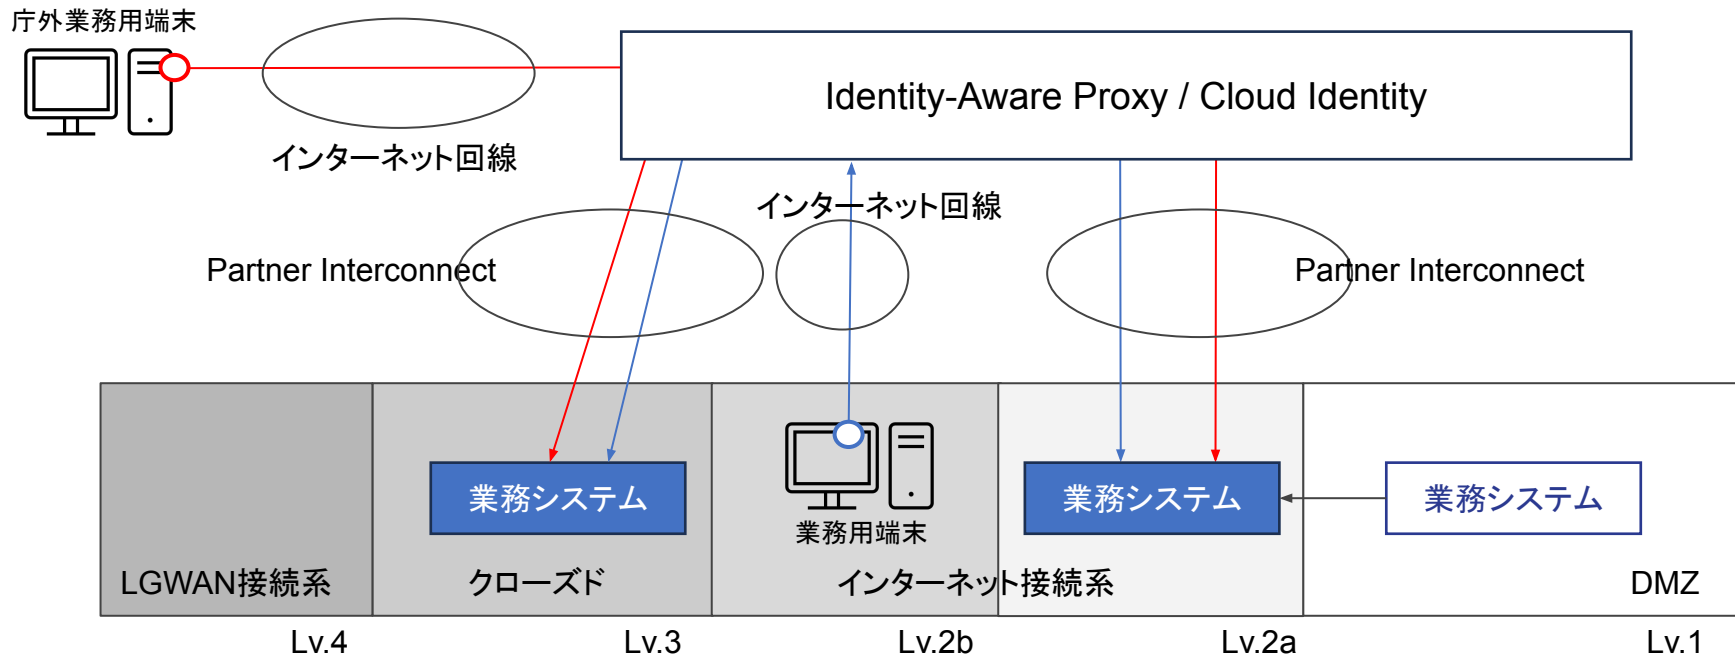 庁外業務用端末
Identity-Aware Proxy / Cloud Identity
インターネット回線
インターネット回線
Partner Interconnect
Partner Interconnect
業務システム
業務システム
業務システム
業務用端末
LGWAN接続系
クローズド
インターネット接続系
DMZ
Lv.4
Lv.3
Lv.2b
Lv.2a
Lv.1